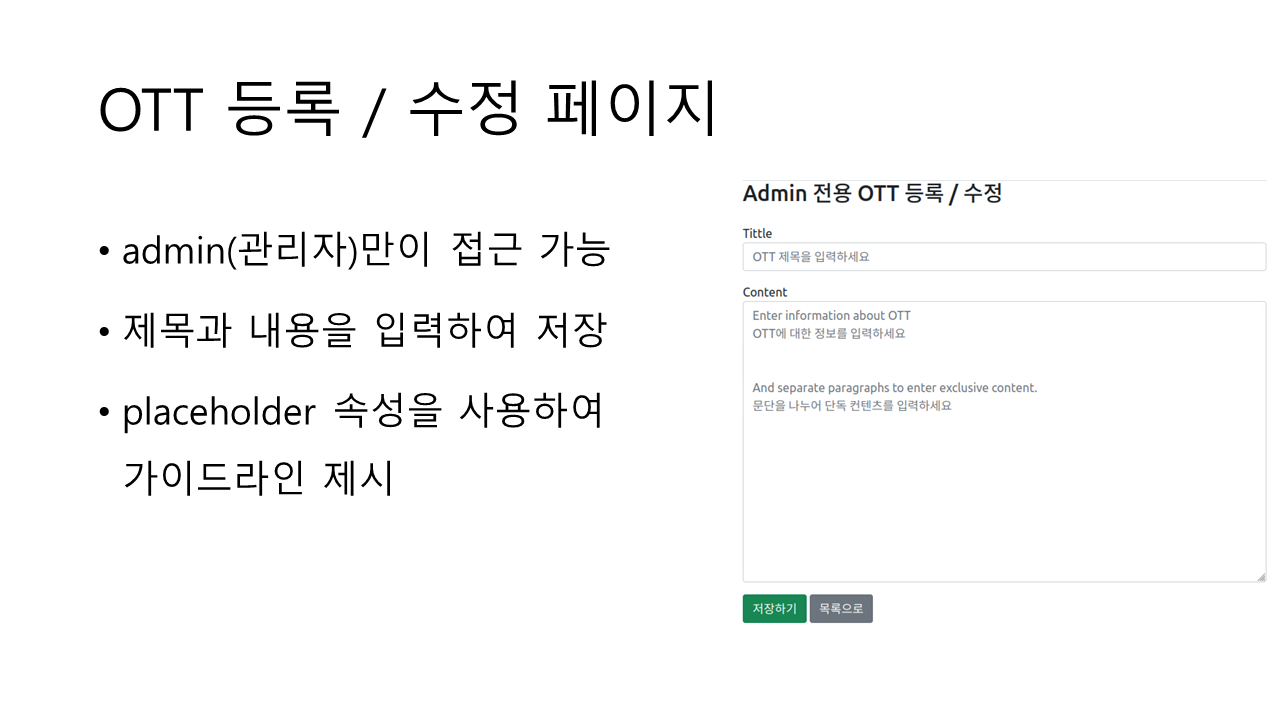 OTT 등록 / 수정 페이지
• admin(관리자)만이 접근 가능
• 제목과 내용을 입력하여 저장
• placeholder 속성을 사용하여
가이드라인 제시
Admin 전용 OTT 등록 / 수정
Tittle
OTT 제목을 입력하세요
Content
Enter information about OTT
OTT에 대한 정보를 입력하세요
And separate paragraphs to enter exclusive content.
문단을 나누어 단독 컨텐츠를 입력하세요
저장하기 목록으로